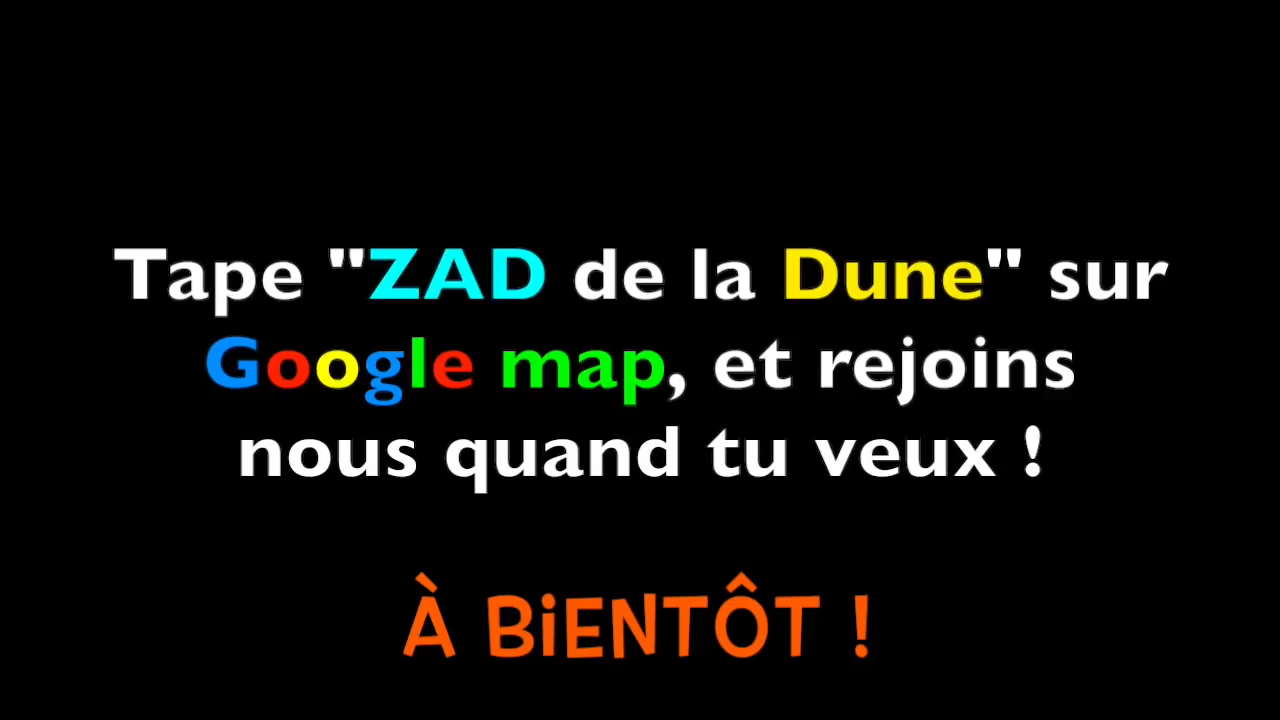 Tape "ZAD de la Dune" sur
Google map, et rejoins
nous quand tu veux !
À BiENTÔT !